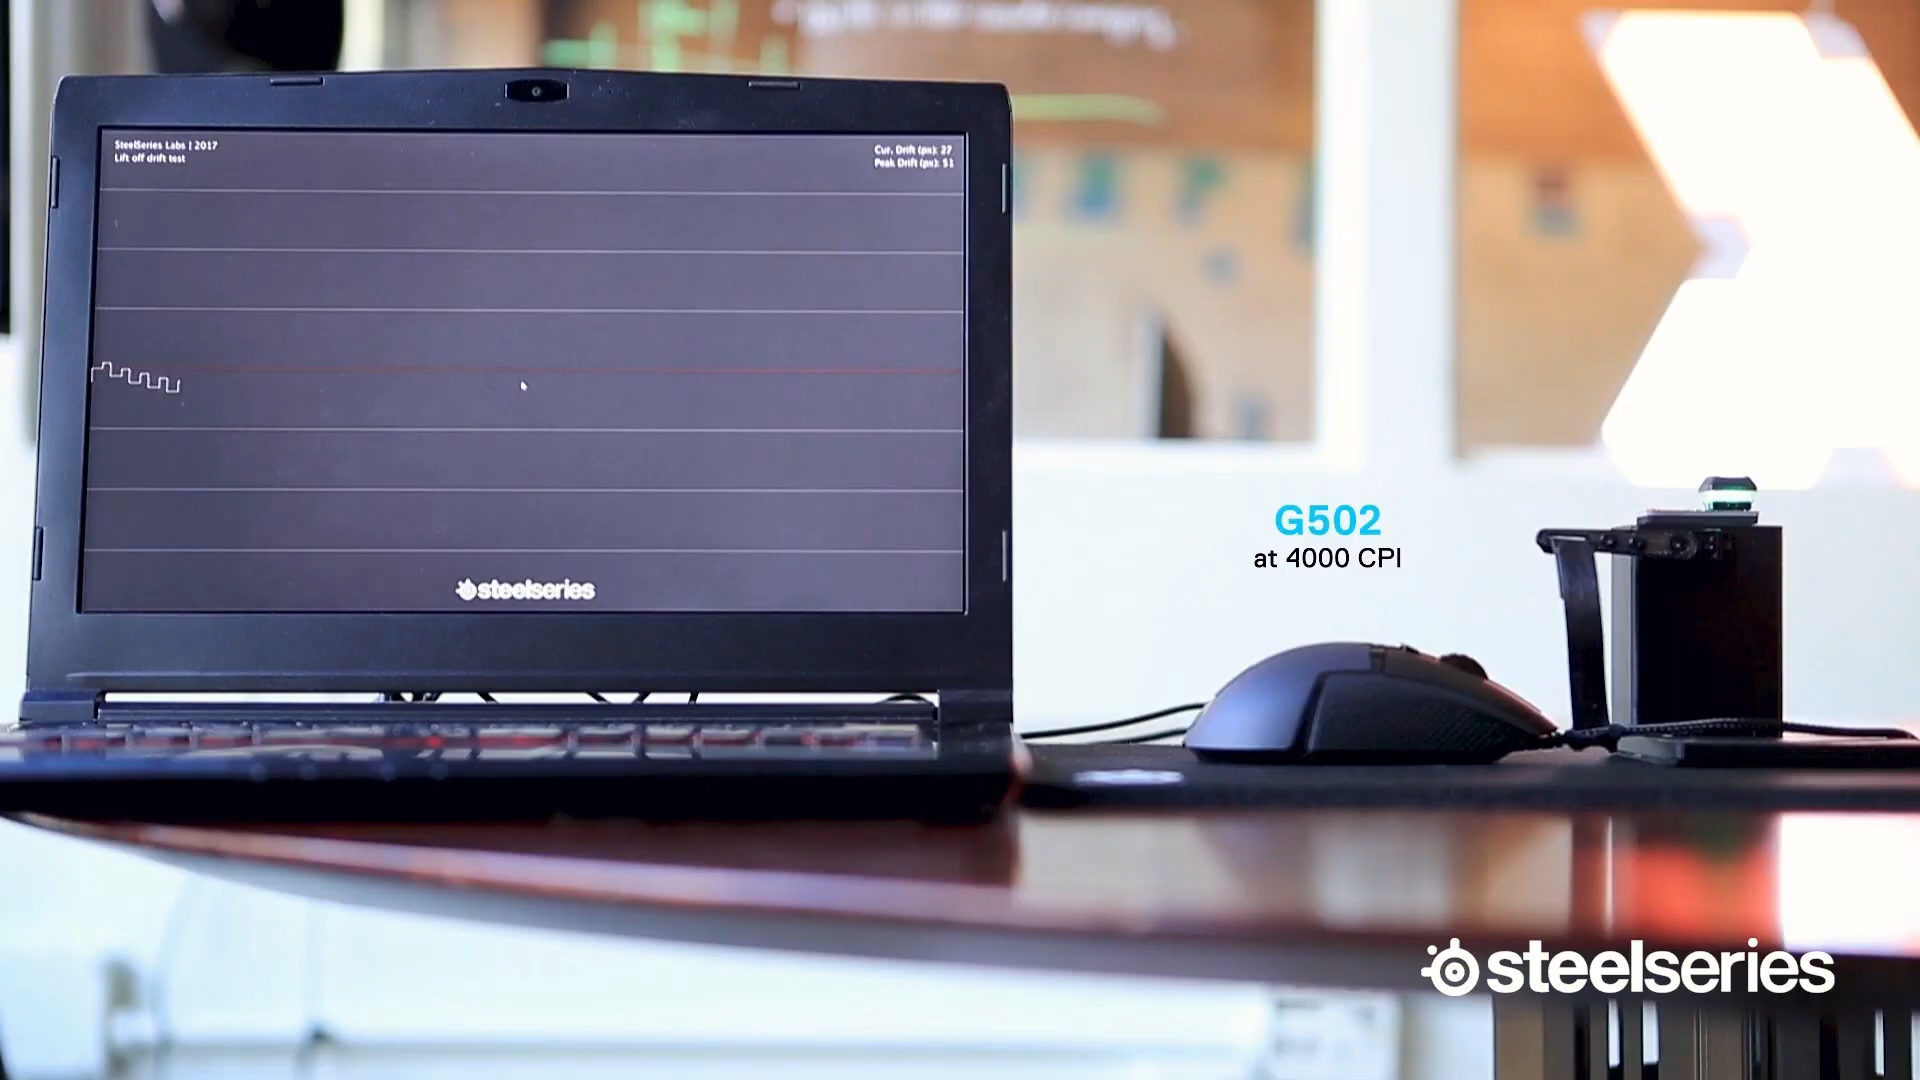 SteelSeries Labs | 2017
Lift off drift test
Cur. Drift (px): 27
Peak Drift (px): 51
steelseries
G502
at 4000 CPI
steelseries